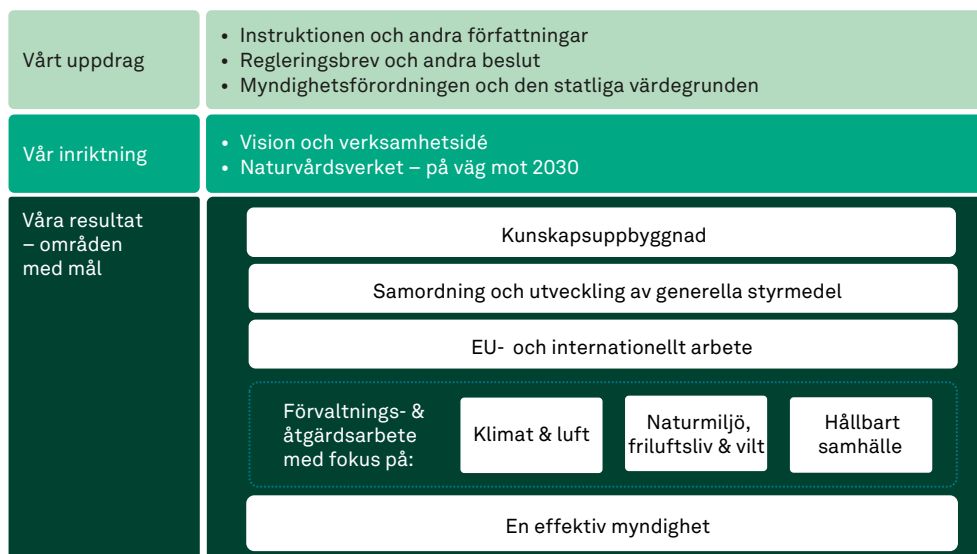 Vårt uppdrag
• Instruktionen och andra författningar
• Regleringsbrev och andra beslut
• Myndighetsförordningen och den statliga värdegrunden
Vår inriktning
• Vision och verksamhetsidé
• Naturvårdsverket – på väg mot 2030
Våra resultat
– områden
med mål
Kunskapsuppbyggnad
Samordning och utveckling av generella styrmedel
EU- och internationellt arbete
Förvaltnings- &
åtgärdsarbete
med fokus på:
Klimat & luft
Naturmiljö,
friluftsliv & vilt
Hållbart
samhälle
En effektiv myndighet